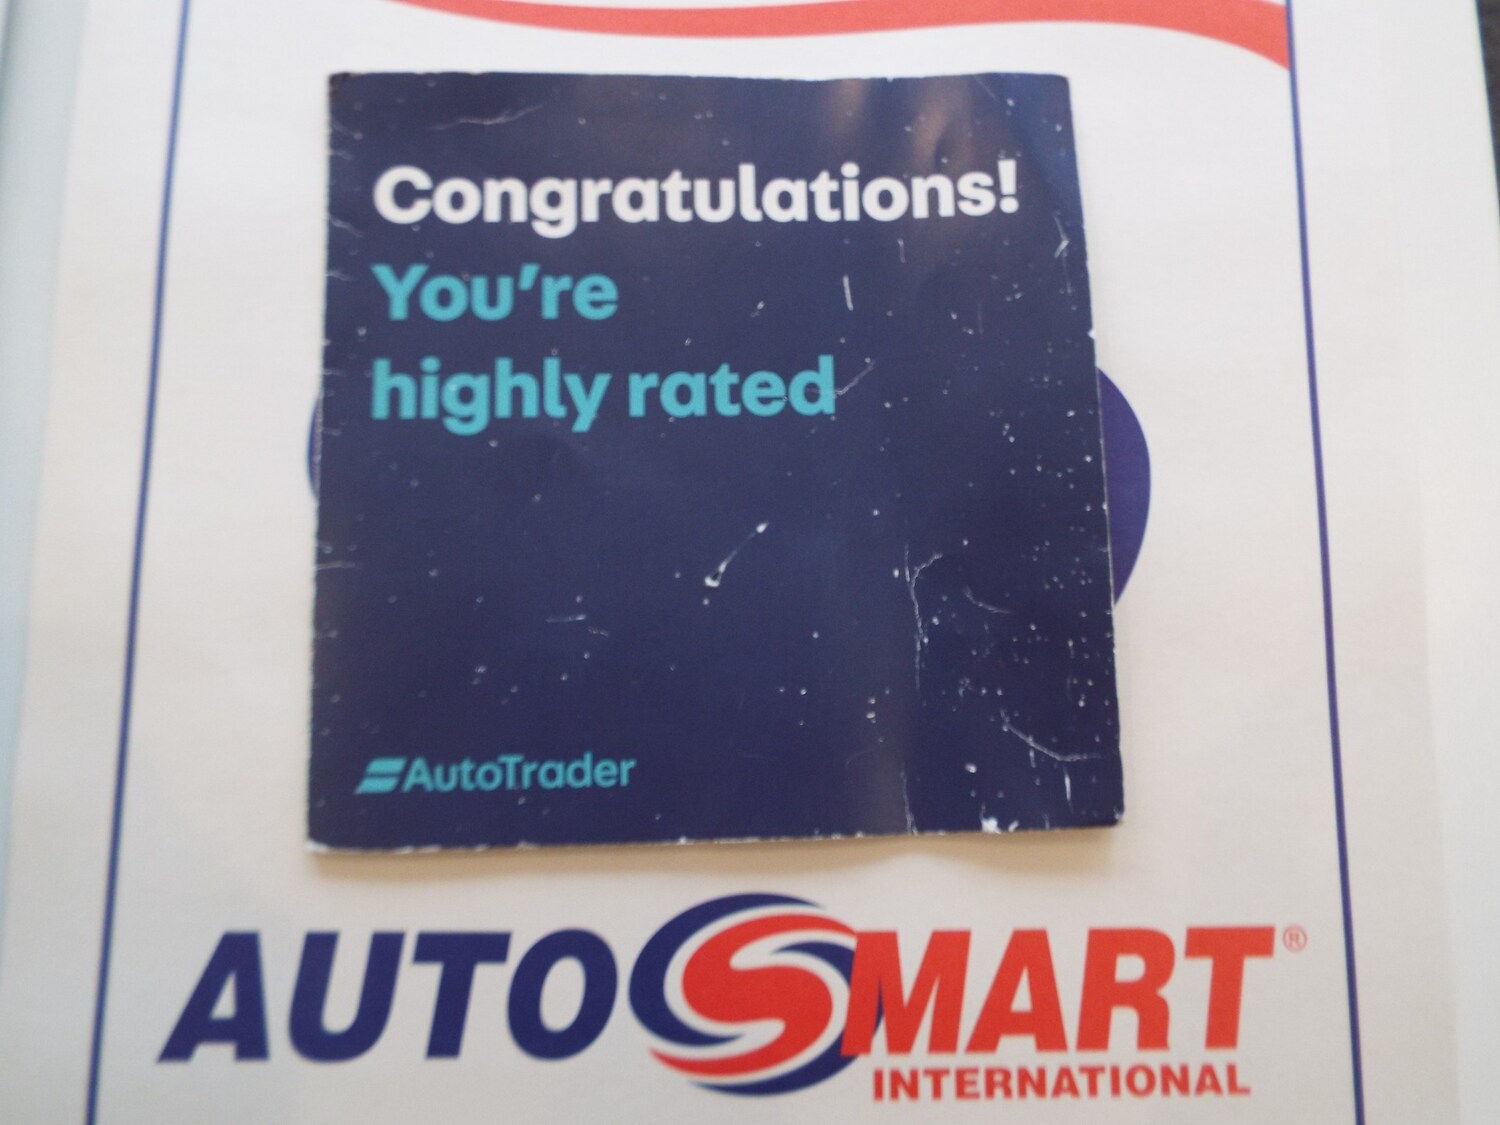 Congratulations!
You're
highly rated
AutoTrader
AUTOSMART®
INTERNATIONAL